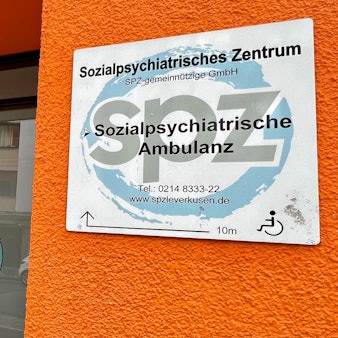 Sozialpsychiatrisches Zentrum
SPZ-gemeinnützige GmbH
spz
Sozialpsychiatrische
Ambulanz
Tel.: 0214 8333-22
www.spzleverkusen.de
10m